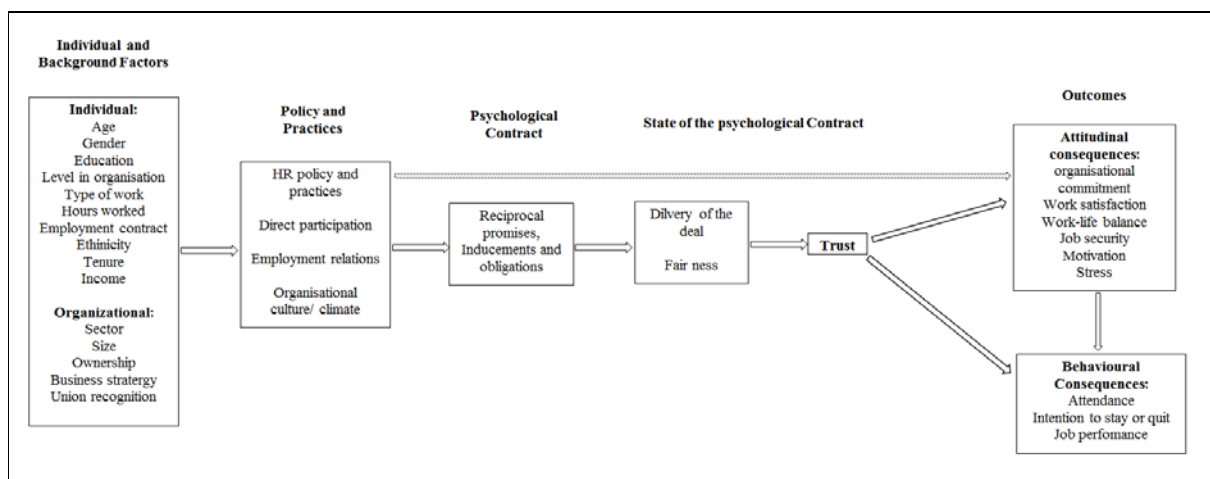 Individual and
Background Factors
Individual:
Age
Gender
Education
Level in organisation
Type of work
Hours worked
Employment contract
Ethinicity
Tenure
Income
Organizational:
Sector
Size
Ownership
Business stratergy
Union recognition
Policy and
Practices
HR policy and
practices
Direct participation
Employment relations
Organisational
culture/ climate
Psychological
Contract
Reciprocal
promises,
Inducements and
obligations
State of the psychological Contract
Dilvery of the
deal
Fair ness
Trust
Outcomes
Attitudinal
consequences:
organisational
commitment
Work satisfaction
Work-life balance
Job security
Motivation
Stress
Behavioural
Consequences:
Attendance
Intention to stay or quit
Job perfomance